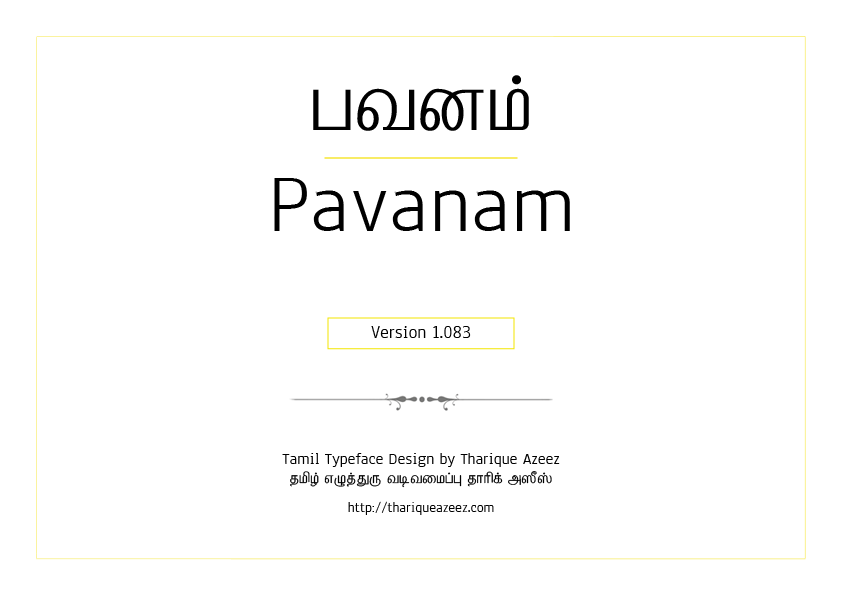 பவனம்
Pavanam
Version 1.083
Tamil Typeface Design by Tharique Azeez
தமிழ் எழுத்துரு வடிவமைப்பு தாரிக் அஸீஸ்
http://thariqueazeez.com